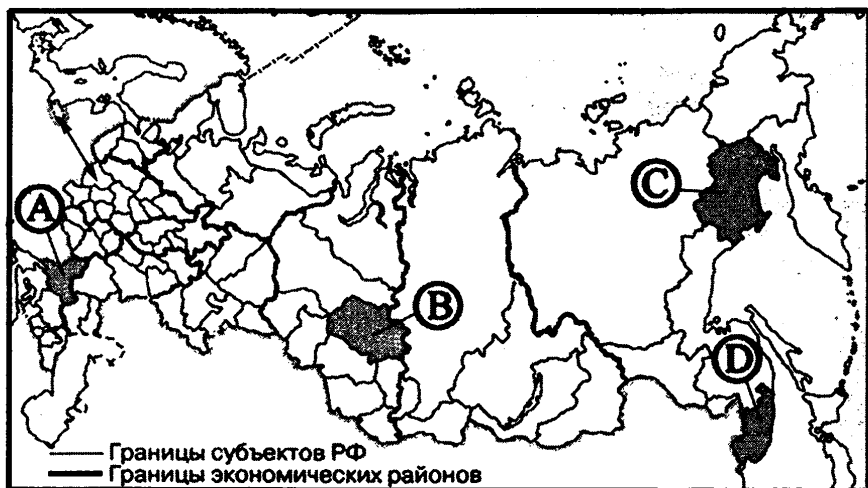 A
B
C
D
Границы субъектов РФ
Границы экономических районов